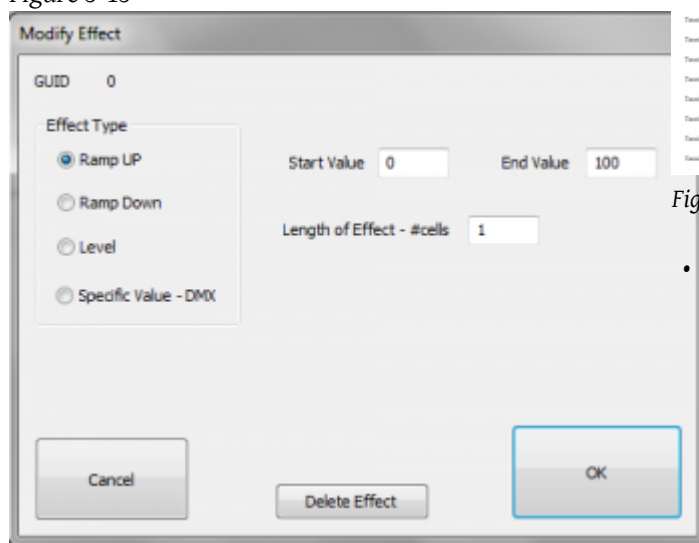 Modify Effect
GUID 0
Effect Type
Ramp UP
Start Value 0 End Value 100
Ramp Down
Length of Effect - #cells 1
Level
Specific Value - DMX
Cancel
Delete Effect
OK
Fig
•